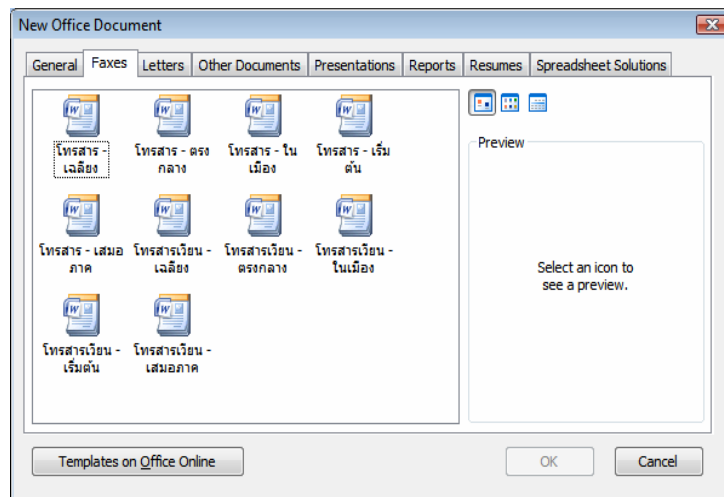 New Office Document
General Faxes Letters Other Documents Presentations Reports Resumes Spreadsheet Solutions
โทรสาร - เฉลียง
โทรสาร - ตรงกลาง
โทรสาร - ในเมือง
โทรสาร - เริ่มต้น
Preview
โทรสาร - เสมอภาค
โทรสารเวียน - เฉลียง
โทรสารเวียน - ตรงกลาง
โทรสารเวียน - ในเมือง
Select an icon to
see a preview.
โทรสารเวียน - เริ่มต้น
โทรสารเวียน - เสมอภาค
Templates on Office Online
OK
Cancel